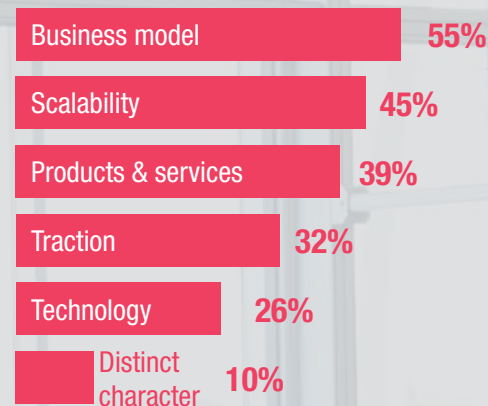 Business model 55%
Scalability 45%
Products & services 39%
Traction 32%
Technology 26%
Distinct
character 10%